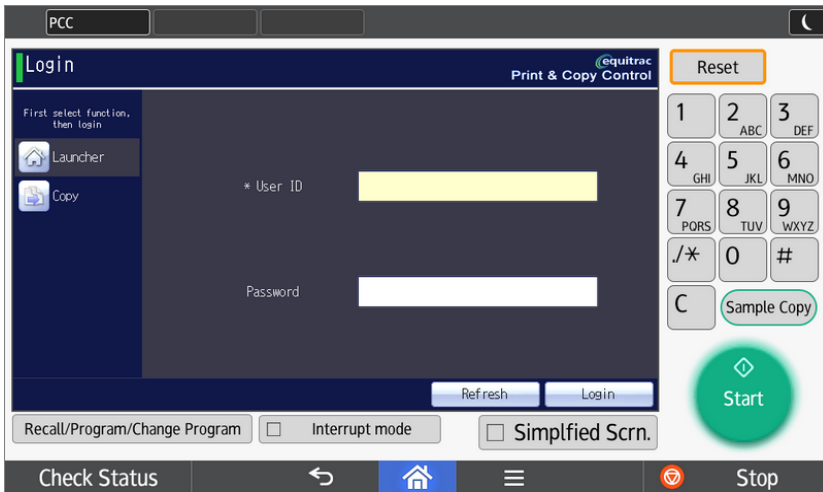 PCC
Login
equitrac
Print & Copy Control
First select function,
then login
Launcher
Copy
* User ID
Password
Refresh
Login
Recall/Program/Change Program
Interrupt mode
Simplfied Scrn.
Reset
1
2 ABC
3 DEF
4 GHI
5 JKL
6 MNO
7 PQRS
8 TUV
9 WXYZ
./*
0
#
C
Sample Copy
Start
Check Status
Stop